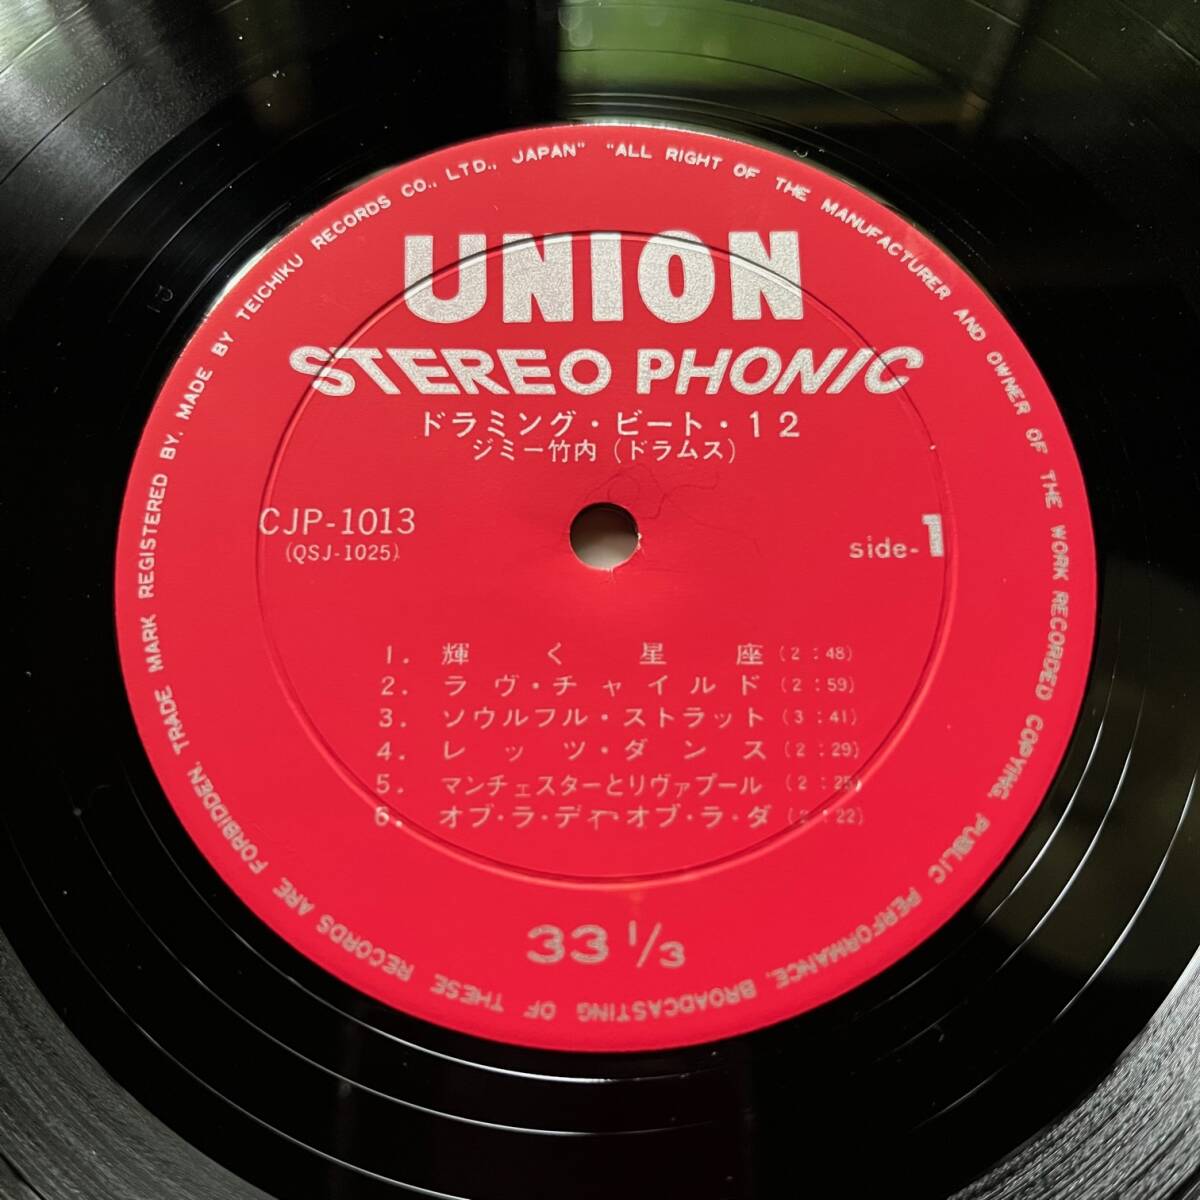 TRADE MARK REGISTERED BY. MADE BY TEICHIKU RECORDS CO., LTD., JAPAN" "ALL RIGHT OF THE MANUFACTURER AND OWNER OF THE WORK RECORDED COPYING, PUBLIC PERFORMANCE, BROADCASTING OF THESE RECORDS ARE FORBIDDEN,
UNION
STEREO PHONIC
ドラミング・ビート・12
ジミー竹内(ドラムス)
CJP-1013
(QSJ-1025)
side-1
1. 輝く星座(2:48)
2. ラヴ・チャイルド(2:59)
3. ソウルフル・ストラット(3:41)
4. レッツ・ダンス(2:29)
5. マンチェスターとリヴァプール(2:25)
6. オブ・ラ・ディ・オブ・ラ・ダ(2:22)
33 1/3